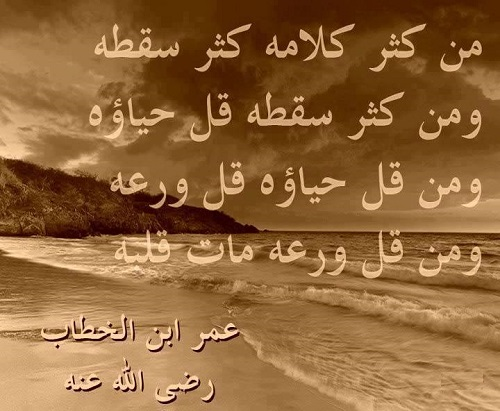 من كثر كلامه كثر سقطه
ومن كثر سقطه قل حياؤه
ومن قل حياؤه قل ورعه
ومن قل ورعه مات قلبه
عمر ابن الخطاب
رضى الله عنه